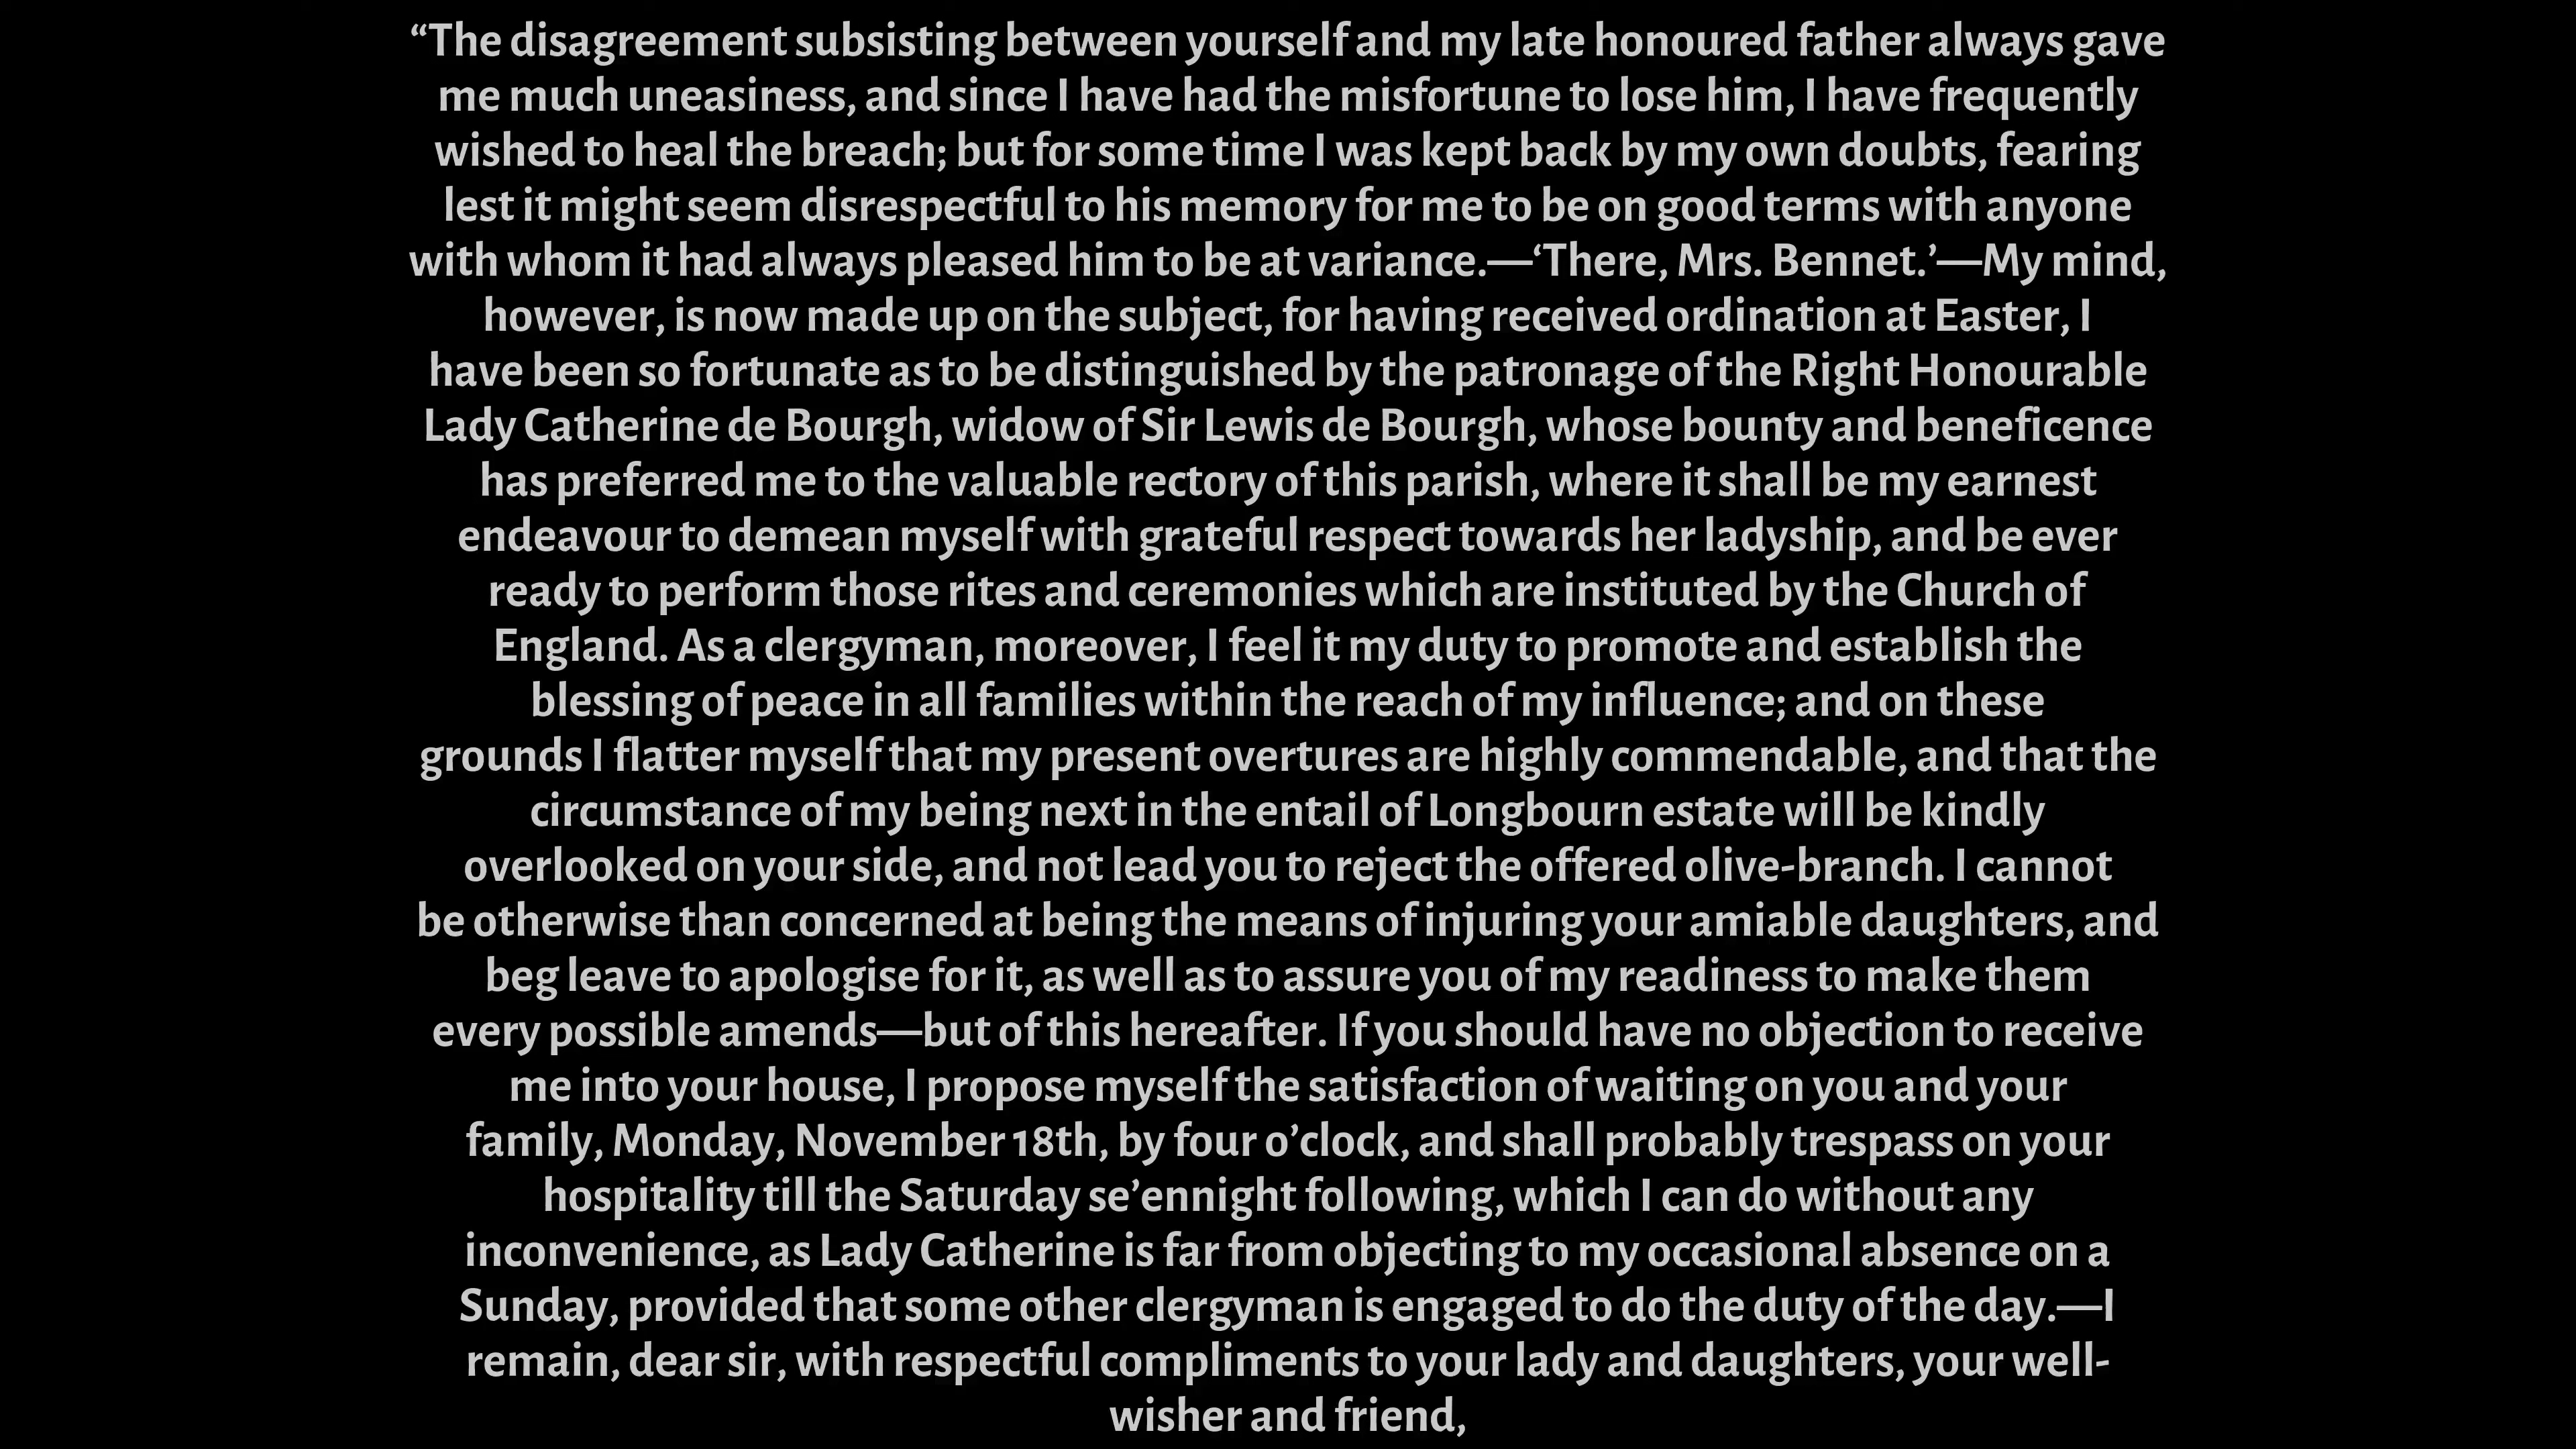 “The disagreement subsisting between yourself and my late honoured father always gave
me much uneasiness, and since I have had the misfortune to lose him, I have frequently
wished to heal the breach; but for some time I was kept back by my own doubts, fearing
lest it might seem disrespectful to his memory for me to be on good terms with anyone
with whom it had always pleased him to be at variance.—‘There, Mrs. Bennet.’—My mind,
however, is now made up on the subject, for having received ordination at Easter, I
have been so fortunate as to be distinguished by the patronage of the Right Honourable
Lady Catherine de Bourgh, widow of Sir Lewis de Bourgh, whose bounty and beneficence
has preferred me to the valuable rectory of this parish, where it shall be my earnest
endeavour to demean myself with grateful respect towards her ladyship, and be ever
ready to perform those rites and ceremonies which are instituted by the Church of
England. As a clergyman, moreover, I feel it my duty to promote and establish the
blessing of peace in all families within the reach of my influence; and on these
grounds I flatter myself that my present overtures are highly commendable, and that the
circumstance of my being next in the entail of Longbourn estate will be kindly
overlooked on your side, and not lead you to reject the offered olive-branch. I cannot
be otherwise than concerned at being the means of injuring your amiable daughters, and
beg leave to apologise for it, as well as to assure you of my readiness to make them
every possible amends—but of this hereafter. If you should have no objection to receive
me into your house, I propose myself the satisfaction of waiting on you and your
family, Monday, November 18th, by four o’clock, and shall probably trespass on your
hospitality till the Saturday se’ennight following, which I can do without any
inconvenience, as Lady Catherine is far from objecting to my occasional absence on a
Sunday, provided that some other clergyman is engaged to do the duty of the day.—I
remain, dear sir, with respectful compliments to your lady and daughters, your well-
wisher and friend,